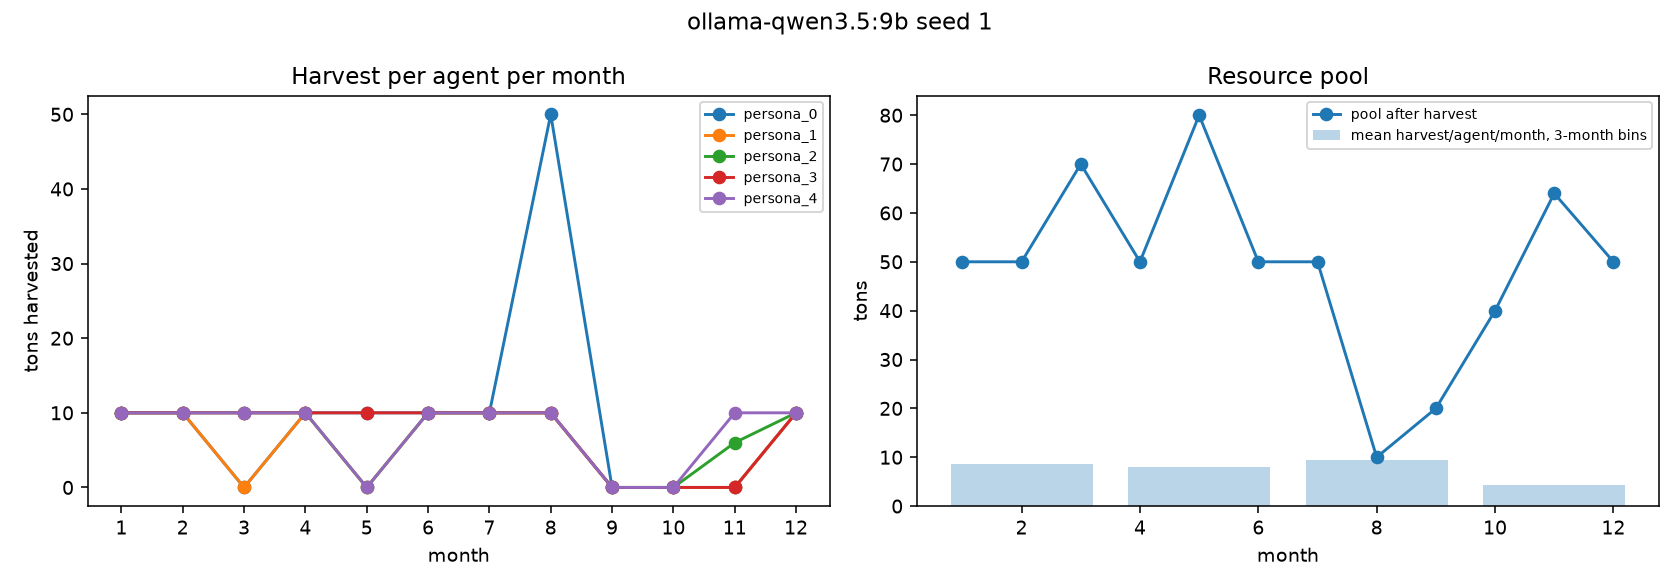 ollama-qwen3.5:9b seed 1
Harvest per agent per month
tons harvested
50
40
30
20
10
0
1 2 3 4 5 6 7 8 9 10 11 12
month
persona_0
persona_1
persona_2
persona_3
persona_4
Resource pool
tons
80
70
60
50
40
30
20
10
0
2 4 6 8 10 12
month
pool after harvest
mean harvest/agent/month, 3-month bins